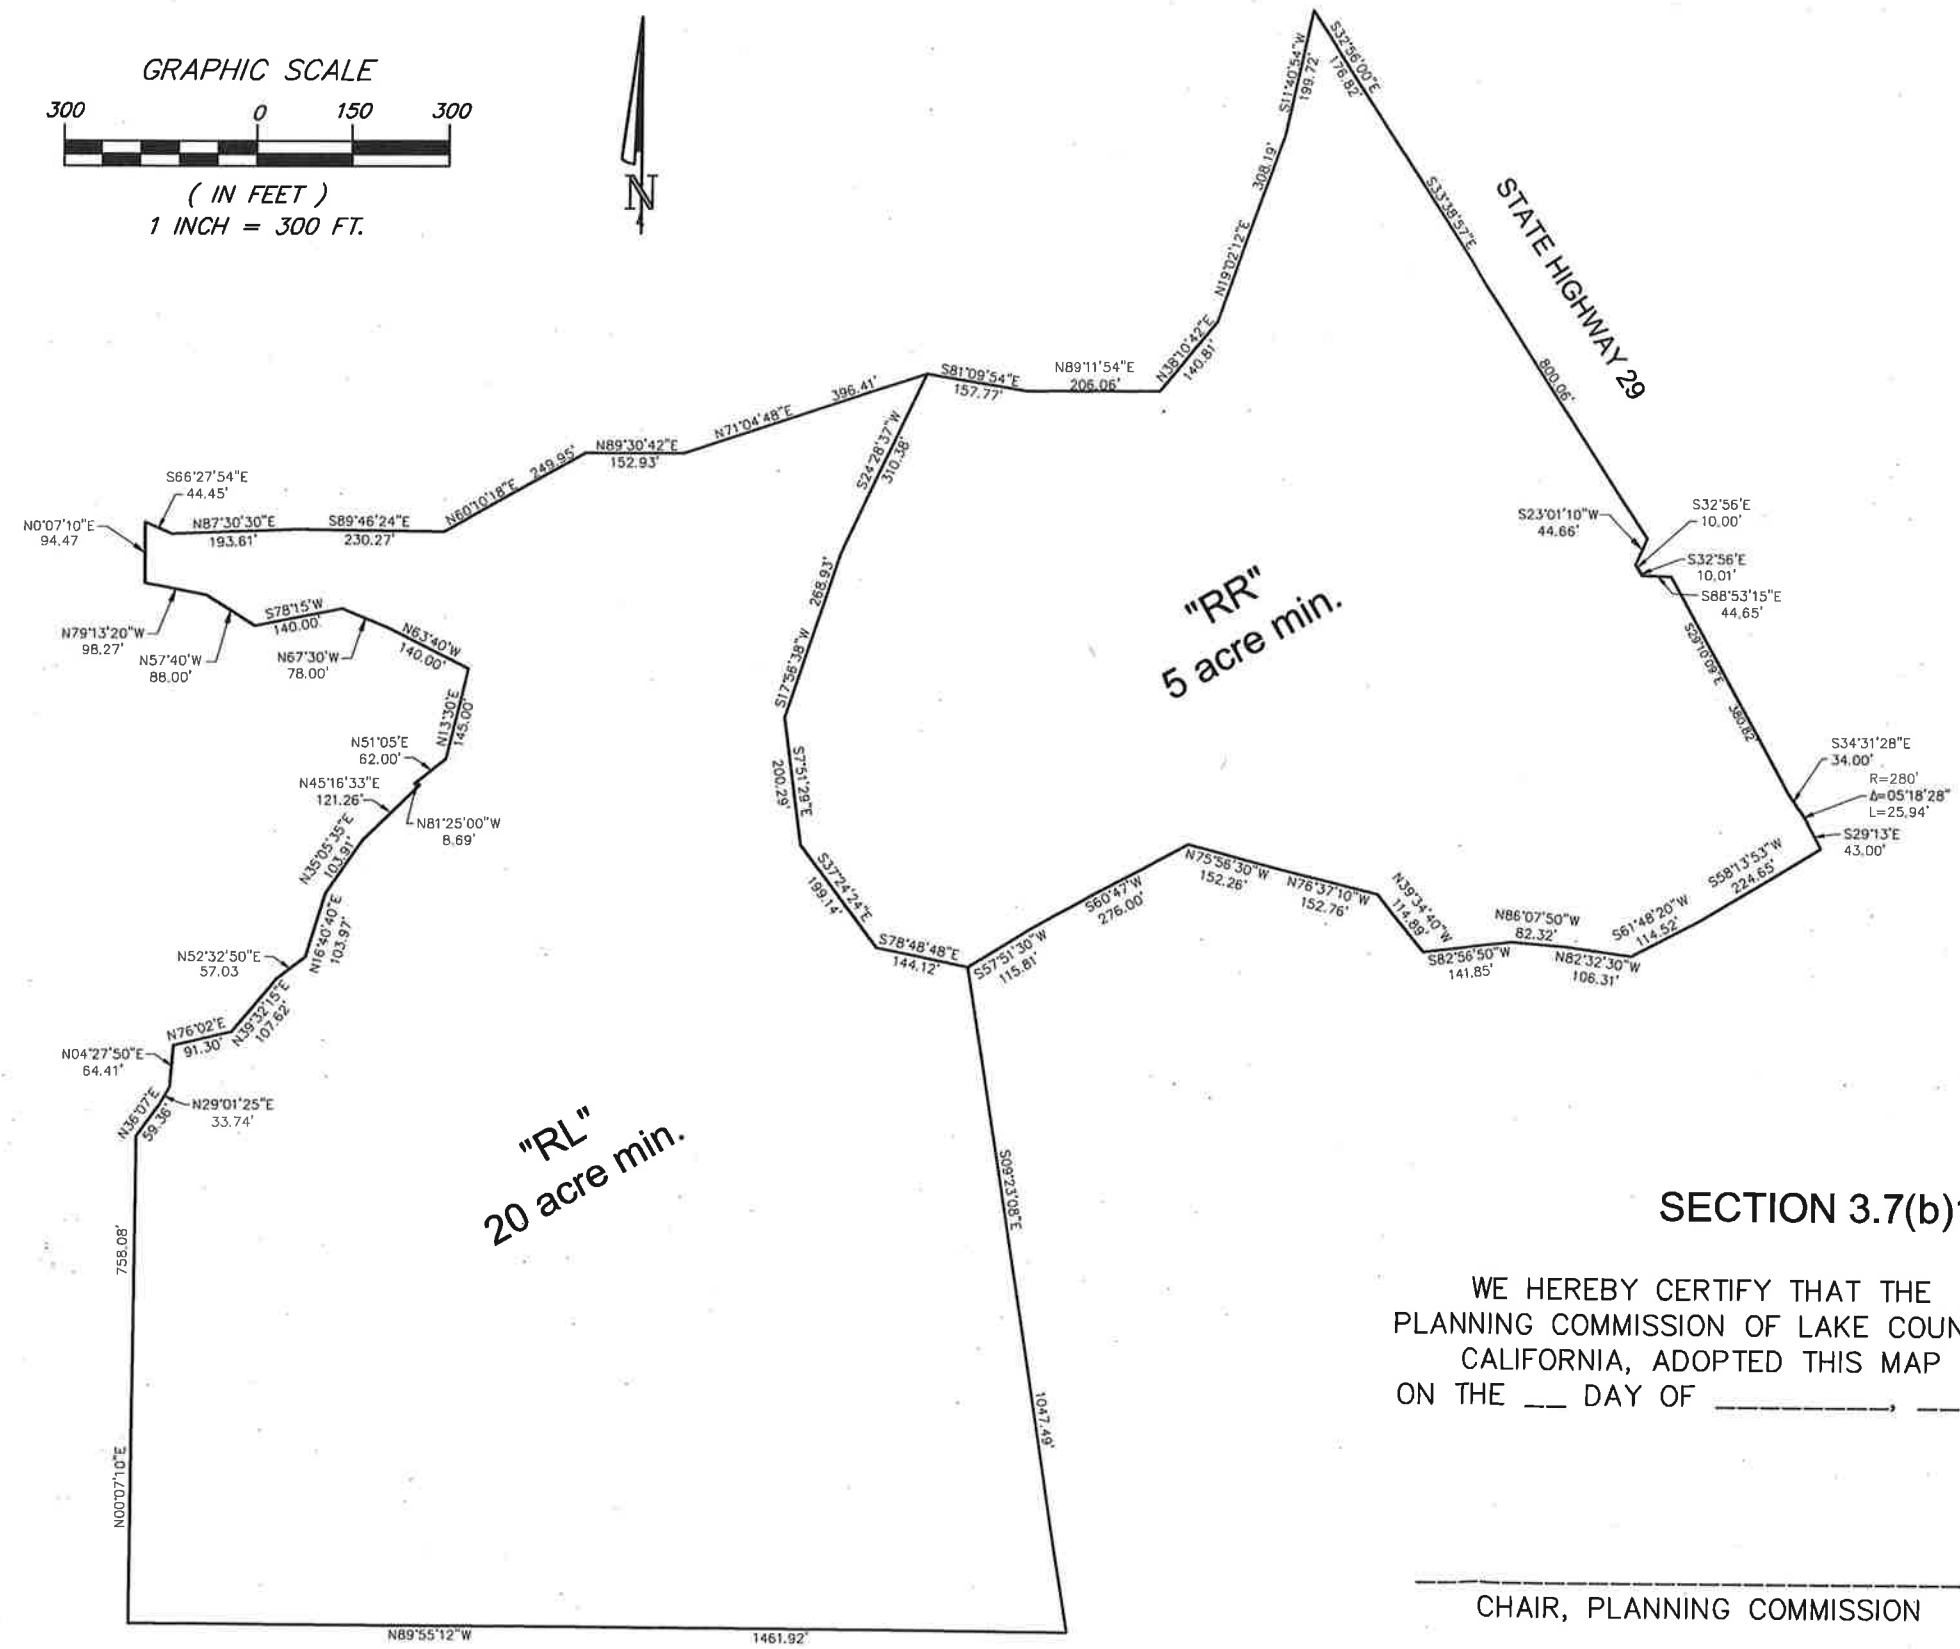 GRAPHIC SCALE
300 0 150 300
( IN FEET )
1 INCH = 300 FT.
N
S11°40'54"W
199.72'
S32°56'00"E
176.82'
308.19'
N19°02'12"E
S33°38'57"E
800.06'
STATE HIGHWAY 29
N38°10'42"E
140.81'
N89°11'54"E
206.06'
S81°09'54"E
157.77'
396.41'
N71°04'48"E
N89°30'42"E
152.93'
249.95'
N60°10'18"E
S89°46'24"E
230.27'
N87°30'30"E
193.61'
S66°27'54"E
44.45'
N0°07'10"E
94.47
N79°13'20"W
98.27'
N57°40'W
88.00'
S78°15'W
140.00'
N67°30'W
78.00'
N63°40'W
140.00'
N13°30'E
145.00'
N51°05'E
62.00'
N45°16'33"E
121.26'
N81°25'00"W
8.69'
N35°05'35"E
103.91'
N16°40'40"E
103.97'
N52°32'50"E
57.03
N39°32'15"E
107.62'
N76°02'E
91.30'
N04°27'50"E
64.41'
N29°01'25"E
33.74'
N36°07'E
59.36'
758.08'
N00°07'10"E
N89°55'12"W
1461.92'
S24°28'37"W
310.38'
268.93'
S17°56'38"W
S7°51'29"E
200.29'
S37°24'24"E
199.14'
S78°48'48"E
144.12'
S09°23'08"E
1047.49'
S57°51'30"W
115.81'
S60°47'W
276.00'
N75°56'30"W
152.26'
N76°37'10"W
152.76'
N39°34'40"W
114.89'
S82°56'50"W
141.85'
N86°07'50"W
82.32'
N82°32'30"W
106.31'
S61°48'20"W
114.52'
S58°13'53"W
224.65'
S23°01'10"W
44.66'
S32°56'E
10.00'
S32°56'E
10.01'
S88°53'15"E
44.65'
S29°10'09"E
380.82'
S34°31'28"E
34.00'
R=280'
Δ=05°18'28"
L=25.94'
S29°13'E
43.00'
"RR"
5 acre min.
"RL"
20 acre min.
SECTION 3.7(b)
WE HEREBY CERTIFY THAT THE
PLANNING COMMISSION OF LAKE COUN
CALIFORNIA, ADOPTED THIS MAP
ON THE __ DAY OF _________, __
CHAIR, PLANNING COMMISSION